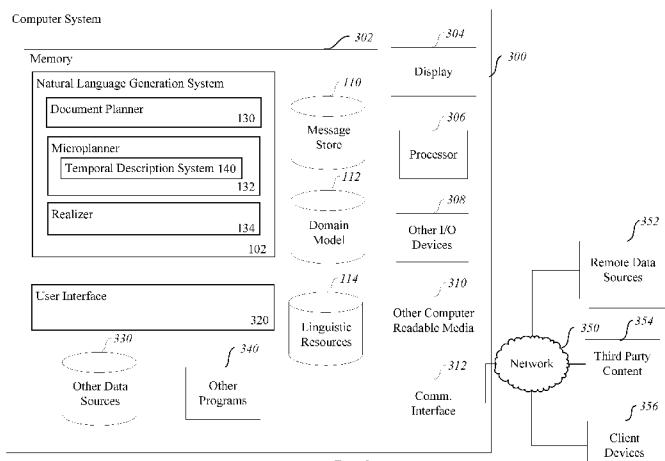 Computer System
302
304
300
Memory
Natural Language Generation System
Document Planner
130
Microplanner
Temporal Description System 140
132
Realizer
134
102
110
Message
Store
112
Domain
Model
114
Linguistic
Resources
Display
306
Processor
308
Other I/O
Devices
310
Other Computer
Readable Media
312
Comm.
Interface
User Interface
320
330
Other Data
Sources
340
Other
Programs
350
Network
352
Remote Data
Sources
354
Third Party
Content
356
Client
Devices